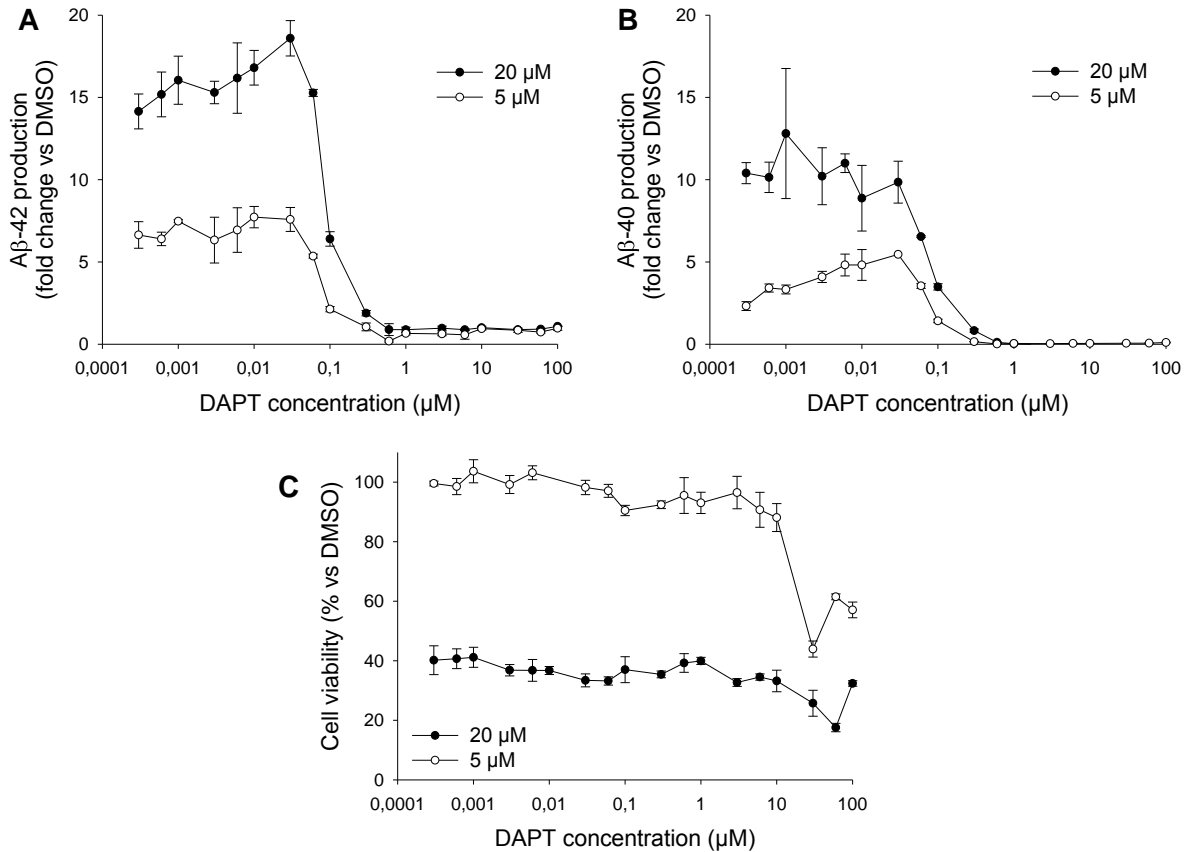 A
Aβ-42 production
(fold change vs DMSO)
20
15
10
5
0
20 µM
5 µM
0,0001 0,001 0,01 0,1 1 10 100
DAPT concentration (µM)
B
Aβ-40 production
(fold change vs DMSO)
20
15
10
5
0
20 µM
5 µM
0,0001 0,001 0,01 0,1 1 10 100
DAPT concentration (µM)
C
Cell viability (% vs DMSO)
100
80
60
40
20
0
20 µM
5 µM
0,0001 0,001 0,01 0,1 1 10 100
DAPT concentration (µM)